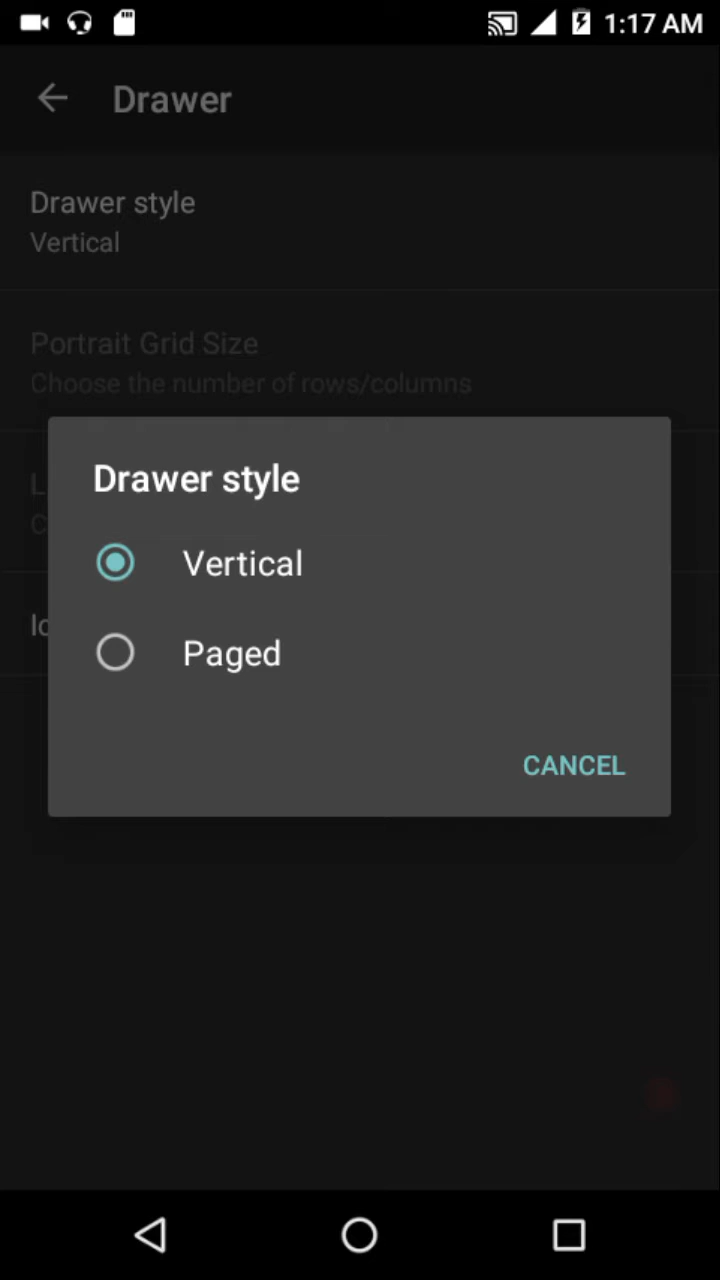 1:17 AM
Drawer
Drawer style
Vertical
Portrait Grid Size
Choose the number of rows/columns
Drawer style
Vertical
Paged
CANCEL